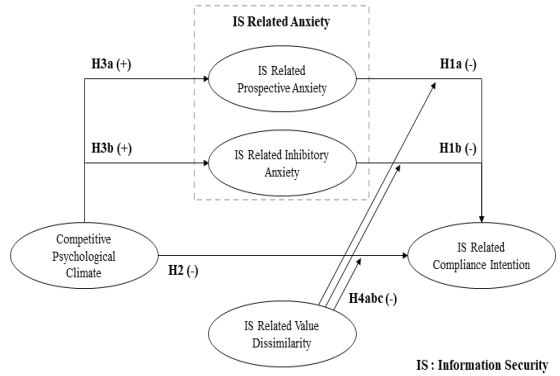 IS Related Anxiety
H3a (+)
IS Related
Prospective Anxiety
H1a (-)
H3b (+)
IS Related Inhibitory
Anxiety
H1b (-)
Competitive
Psychological
Climate
H2 (-)
IS Related
Compliance Intention
H4abc (-)
IS Related Value
Dissimilarity
IS : Information Security